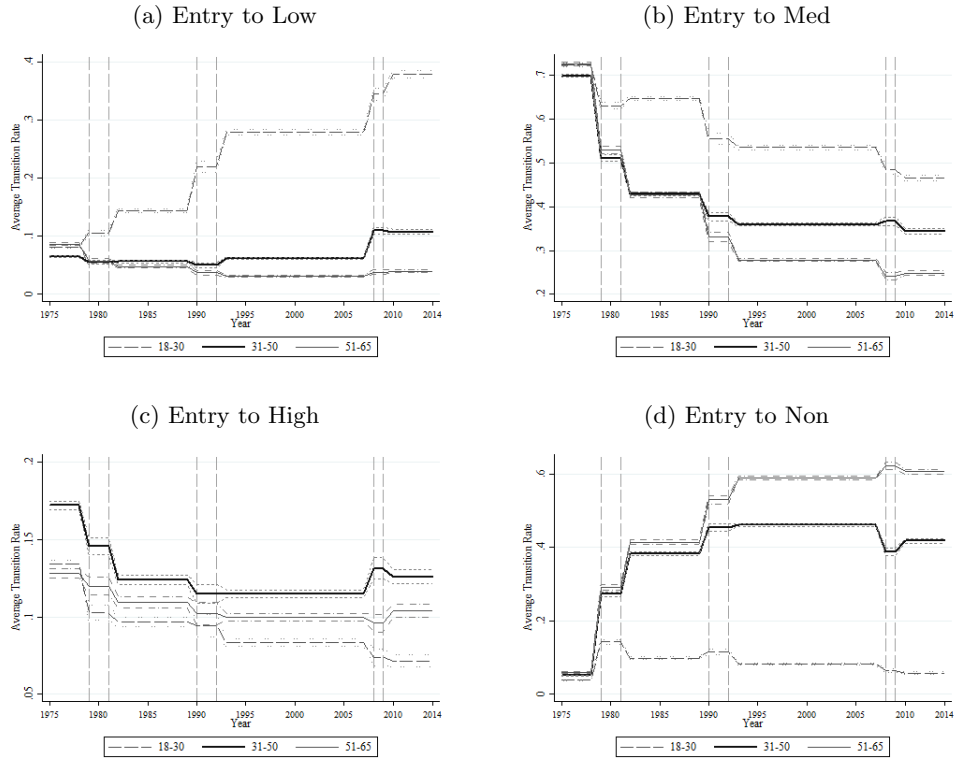 (a) Entry to Low
Average Transition Rate
.4
.3
.2
.1
0
1975 1980 1985 1990 1995 2000 2005 2010 2014
Year
18-30 31-50 51-65
(b) Entry to Med
Average Transition Rate
.7
.6
.5
.4
.3
.2
1975 1980 1985 1990 1995 2000 2005 2010 2014
Year
18-30 31-50 51-65
(c) Entry to High
Average Transition Rate
.2
.15
.1
.05
1975 1980 1985 1990 1995 2000 2005 2010 2014
Year
18-30 31-50 51-65
(d) Entry to Non
Average Transition Rate
.6
.4
.2
0
1975 1980 1985 1990 1995 2000 2005 2010 2014
Year
18-30 31-50 51-65